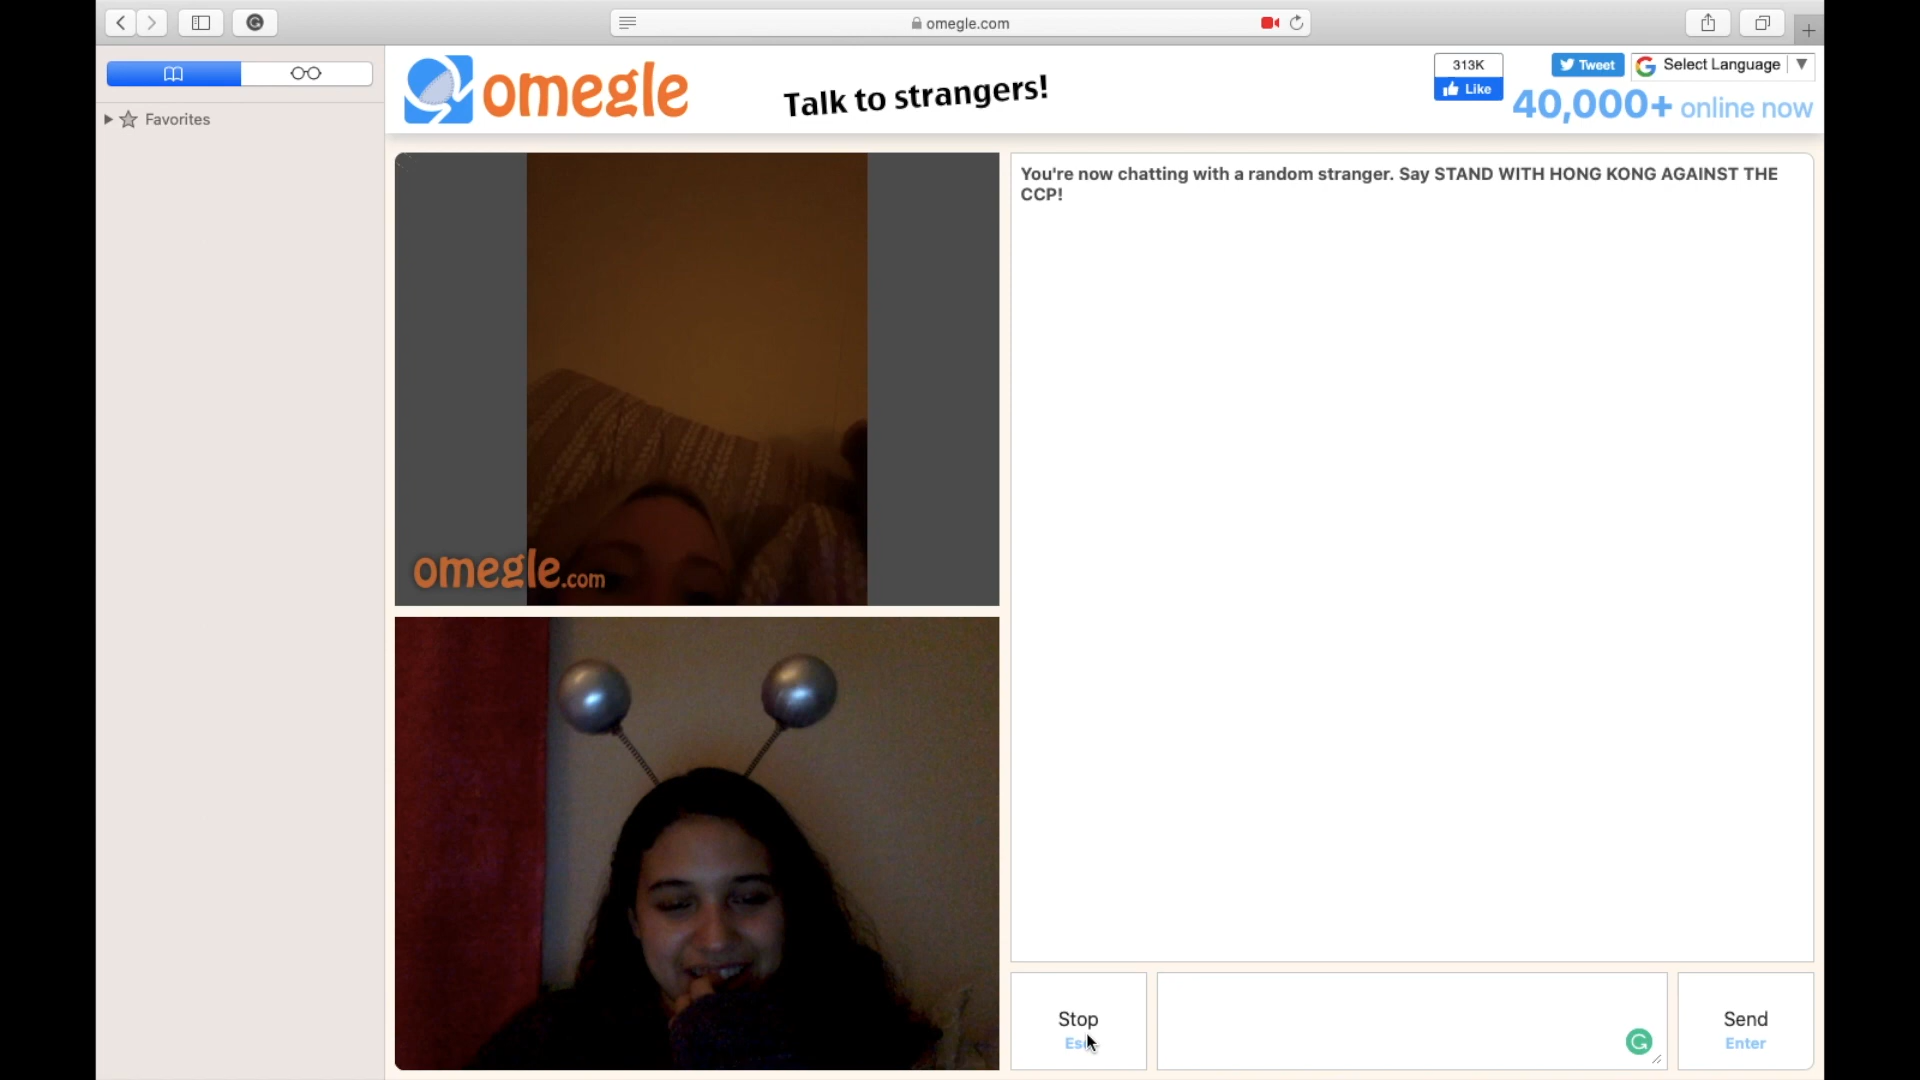 omegle.com
Favorites
omegle
Talk to strangers!
313K
Like
Tweet
Select Language
40,000+ online now
You're now chatting with a random stranger. Say STAND WITH HONG KONG AGAINST THE
CCP!
omegle.com
Stop
Send
Enter